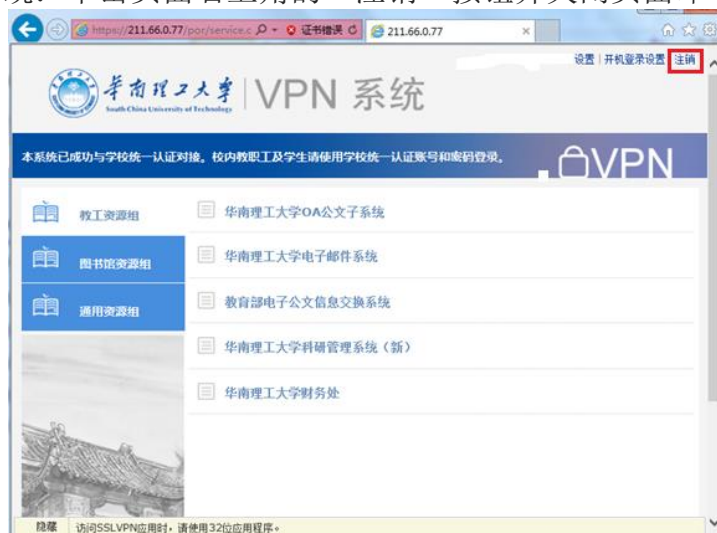 https://211.66.0.77/por/service.c 证书错误 211.66.0.77
设置 | 开机登录设置 注销
华南理工大学 VPN 系统
South China University of Technology
本系统已成功与学校统一认证对接。校内教职工及学生请使用学校统一认证账号和密码登录。
VPN
教工资源组
图书馆资源组
通用资源组
华南理工大学OA公文子系统
华南理工大学电子邮件系统
教育部电子公文信息交换系统
华南理工大学科研管理系统（新）
华南理工大学财务处
隐藏 访问SSLVPN应用时，请使用32位应用程序。